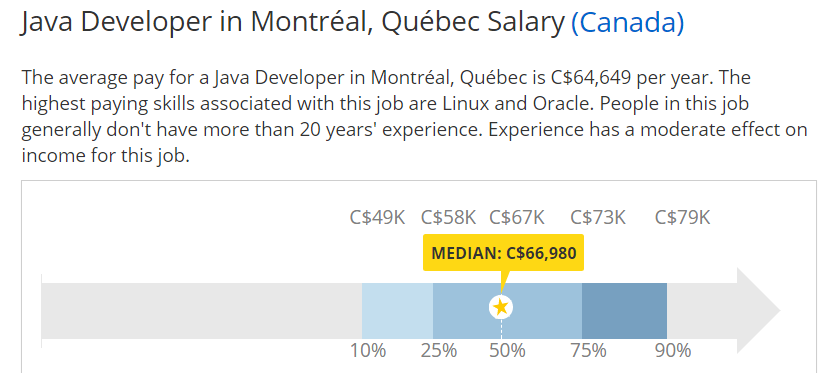 Java Developer in Montréal, Québec Salary (Canada)
The average pay for a Java Developer in Montréal, Québec is C$64,649 per year. The
highest paying skills associated with this job are Linux and Oracle. People in this job
generally don't have more than 20 years' experience. Experience has a moderate effect on
income for this job.
C$49K C$58K C$67K C$73K C$79K
MEDIAN: C$66,980
10% 25% 50% 75% 90%